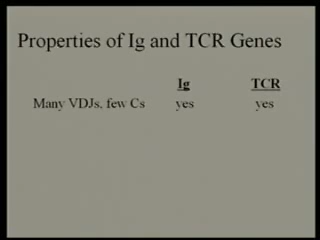 Properties of Ig and TCR Genes
Ig TCR
Many VDJs, few Cs yes yes